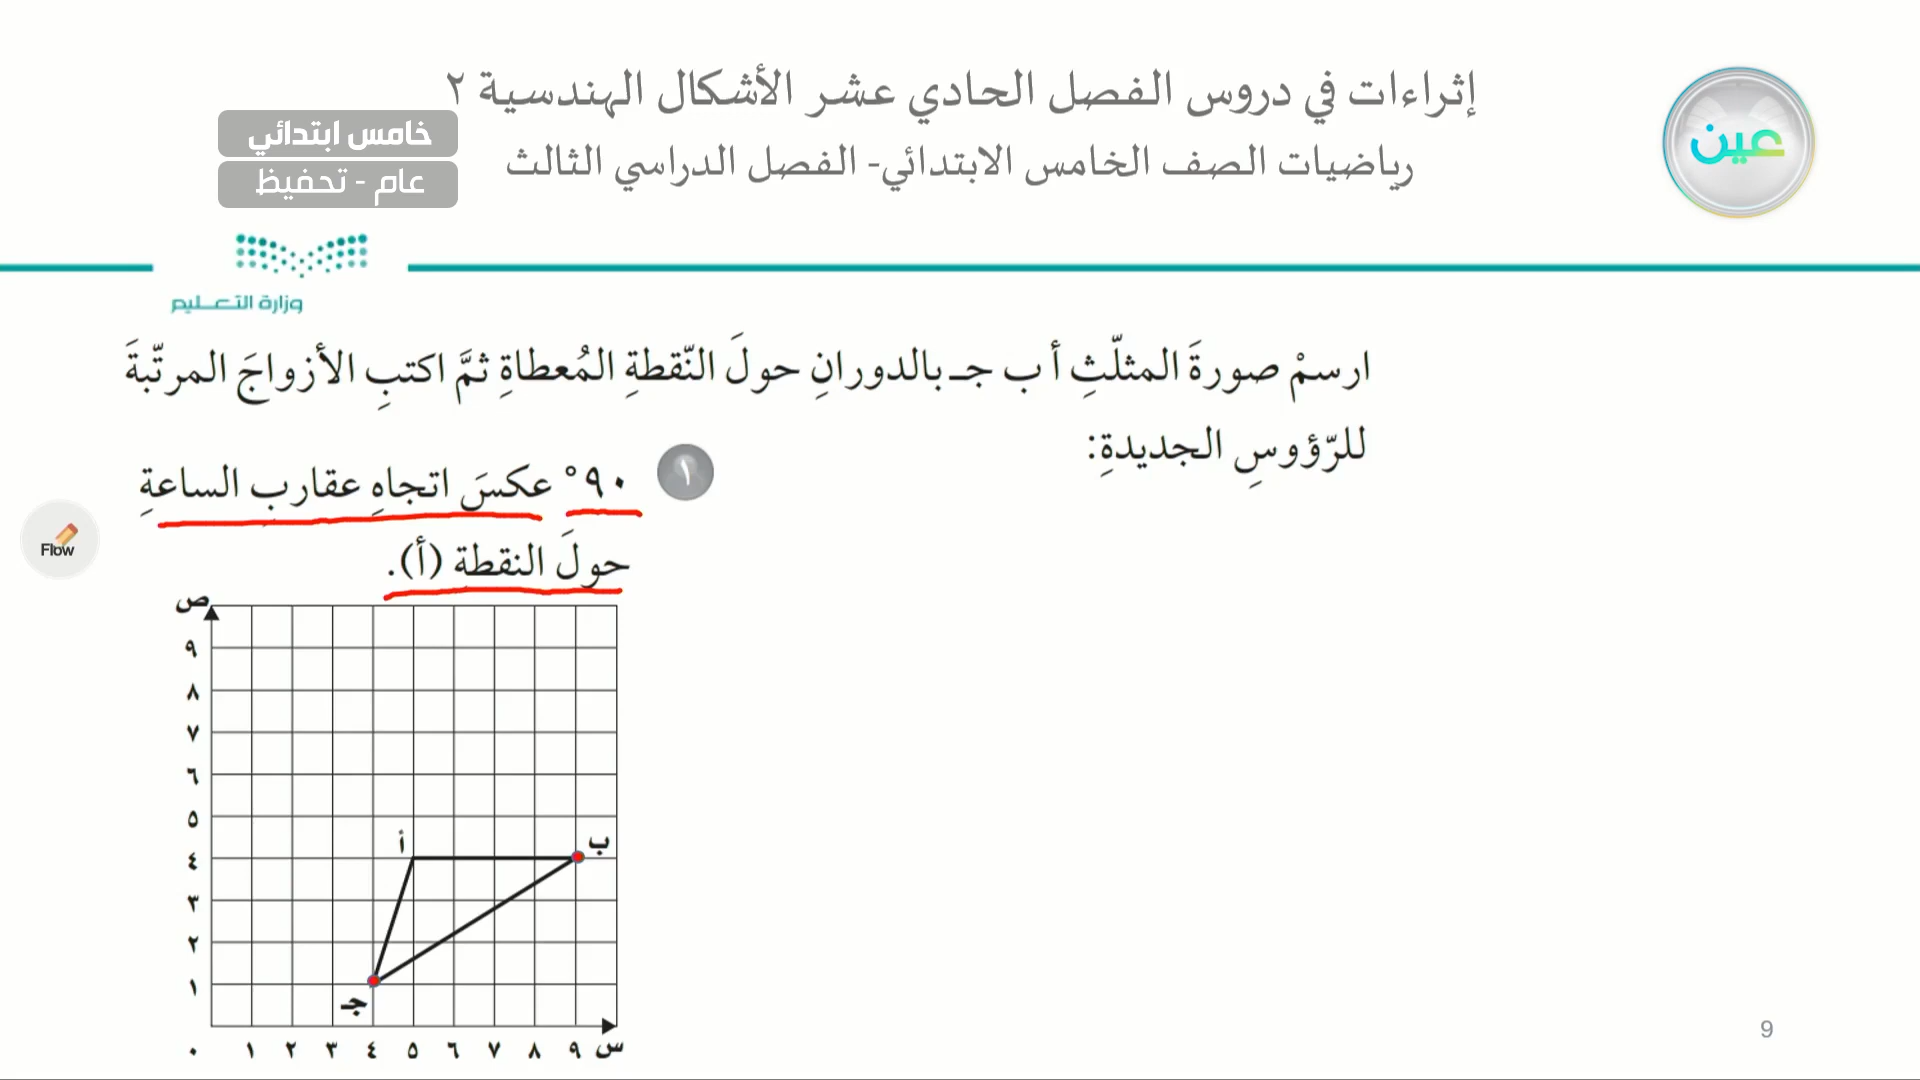 إثراءات في دروس الفصل الحادي عشر الأشكال الهندسية ٢
رياضيات الصف الخامس الابتدائي- الفصل الدراسي الثالث
خامس ابتدائي
عام - تحفيظ
عين
وزارة التعليم
ارسمْ صورةَ المثلّثِ أ ب جـ بالدورانِ حولَ النّقطةِ المُعطاةِ ثمَّ اكتبِ الأزواجَ المرتّبةَ
للرّؤوسِ الجديدةِ:
١
٩٠° عكسَ اتجاهِ عقاربِ الساعةِ
حولَ النقطة (أ).
Flow
ص
٩
٨
٧
٦
٥
٤
٣
٢
١
أ
ب
جـ
٠ ١ ٢ ٣ ٤ ٥ ٦ ٧ ٨ ٩ س
9